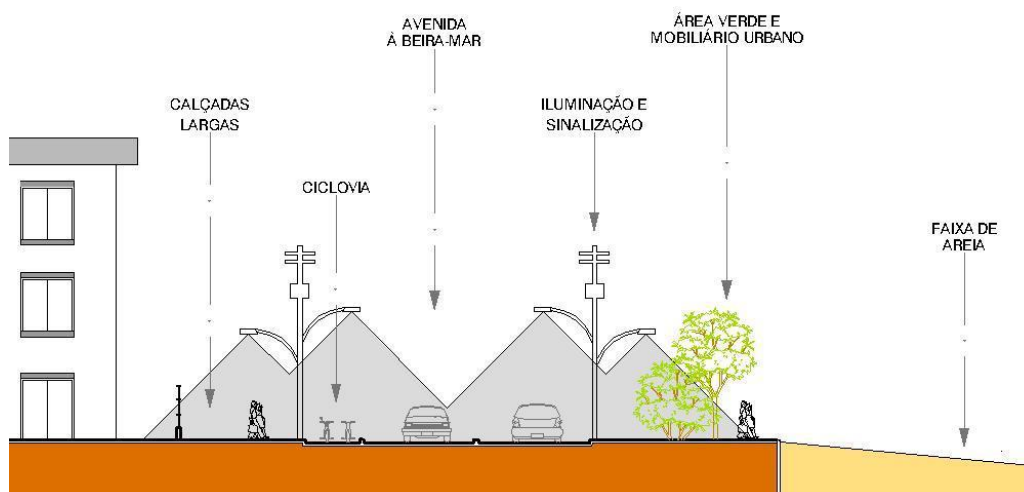 AVENIDA
À BEIRA-MAR
ÁREA VERDE E
MOBILIÁRIO URBANO
CALÇADAS
LARGAS
ILUMINAÇÃO E
SINALIZAÇÃO
CICLOVIA
FAIXA DE
AREIA